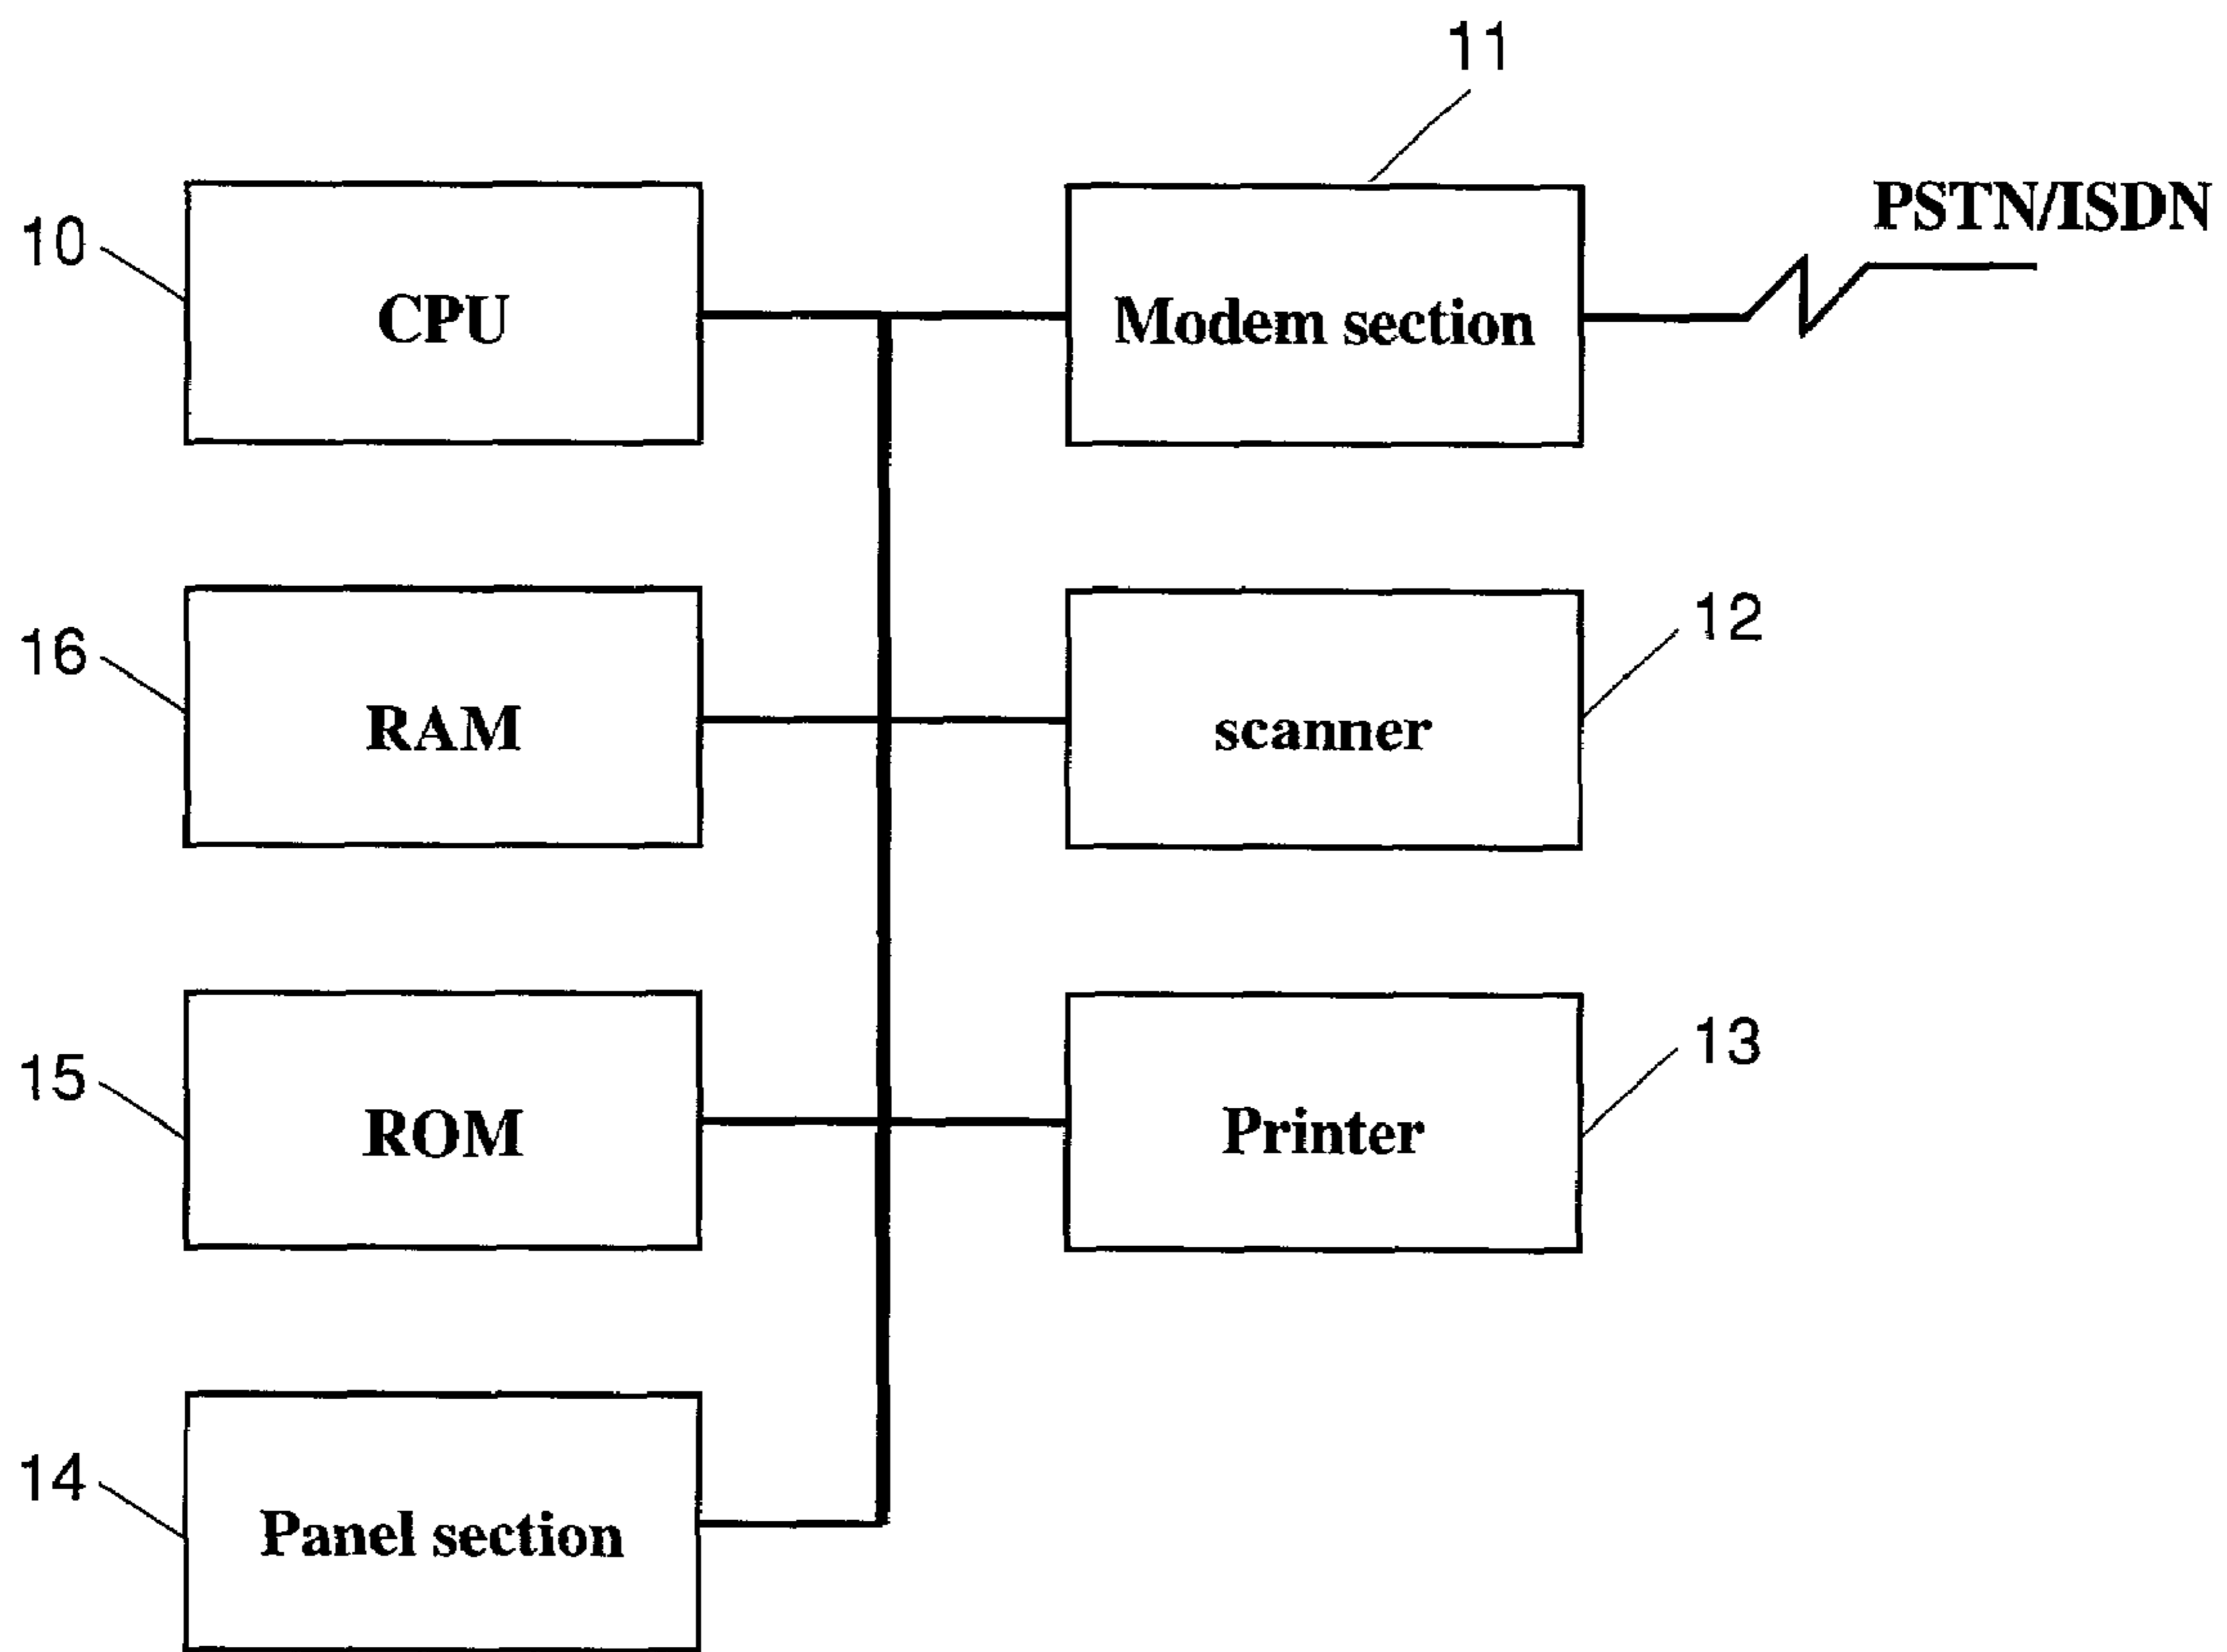 11
PSTN/ISDN
10
CPU
Modem section
16
RAM
scanner
12
15
ROM
Printer
13
14
Panel section